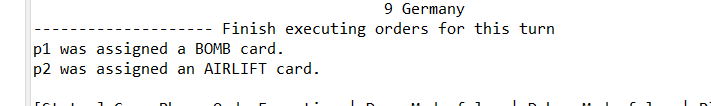 9 Germany
-------------------- Finish executing orders for this turn
p1 was assigned a BOMB card.
p2 was assigned an AIRLIFT card.